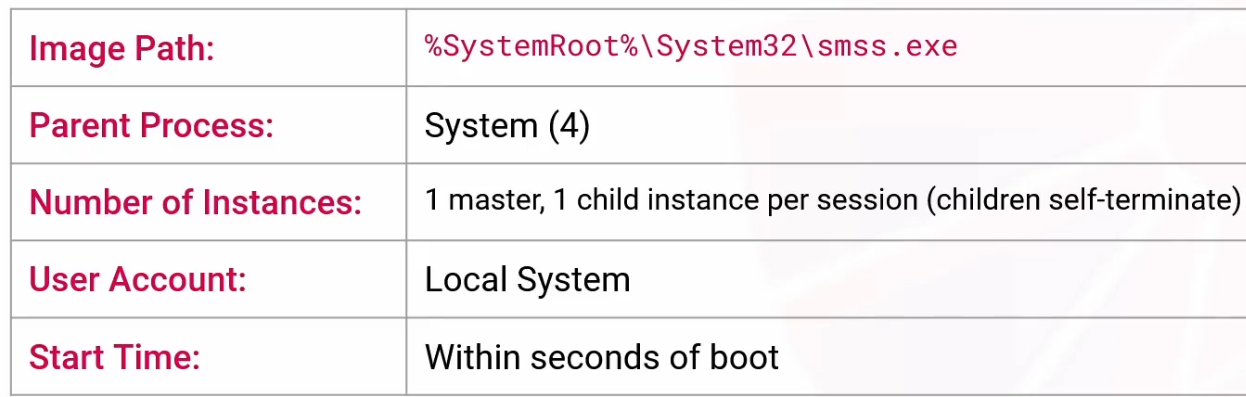 Image Path: %SystemRoot%\System32\smss.exe
Parent Process: System (4)
Number of Instances: 1 master, 1 child instance per session (children self-terminate)
User Account: Local System
Start Time: Within seconds of boot